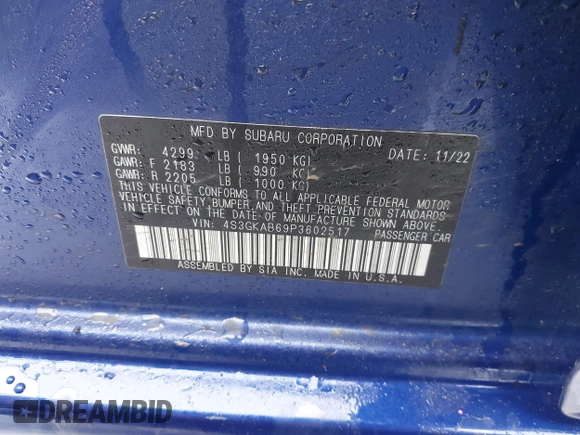 MFD BY SUBARU CORPORATION DATE: 11/22
GVWR: 4299 LB ( 1950 KG)
GAWR: F 2183 LB ( 990 KG)
GAWR: R 2205 LB ( 1000 KG)
THIS VEHICLE CONFORMS TO ALL APPLICABLE FEDERAL MOTOR
VEHICLE SAFETY,BUMPER,AND THEFT PREVENTION STANDARDS
IN EFFECT ON THE DATE OF MANUFACTURE SHOWN ABOVE.
VIN: 4S3GKAB69P3602517 PASSENGER CAR
ASSEMBLED BY SIA INC. MADE IN U.S.A.
DREAMBID